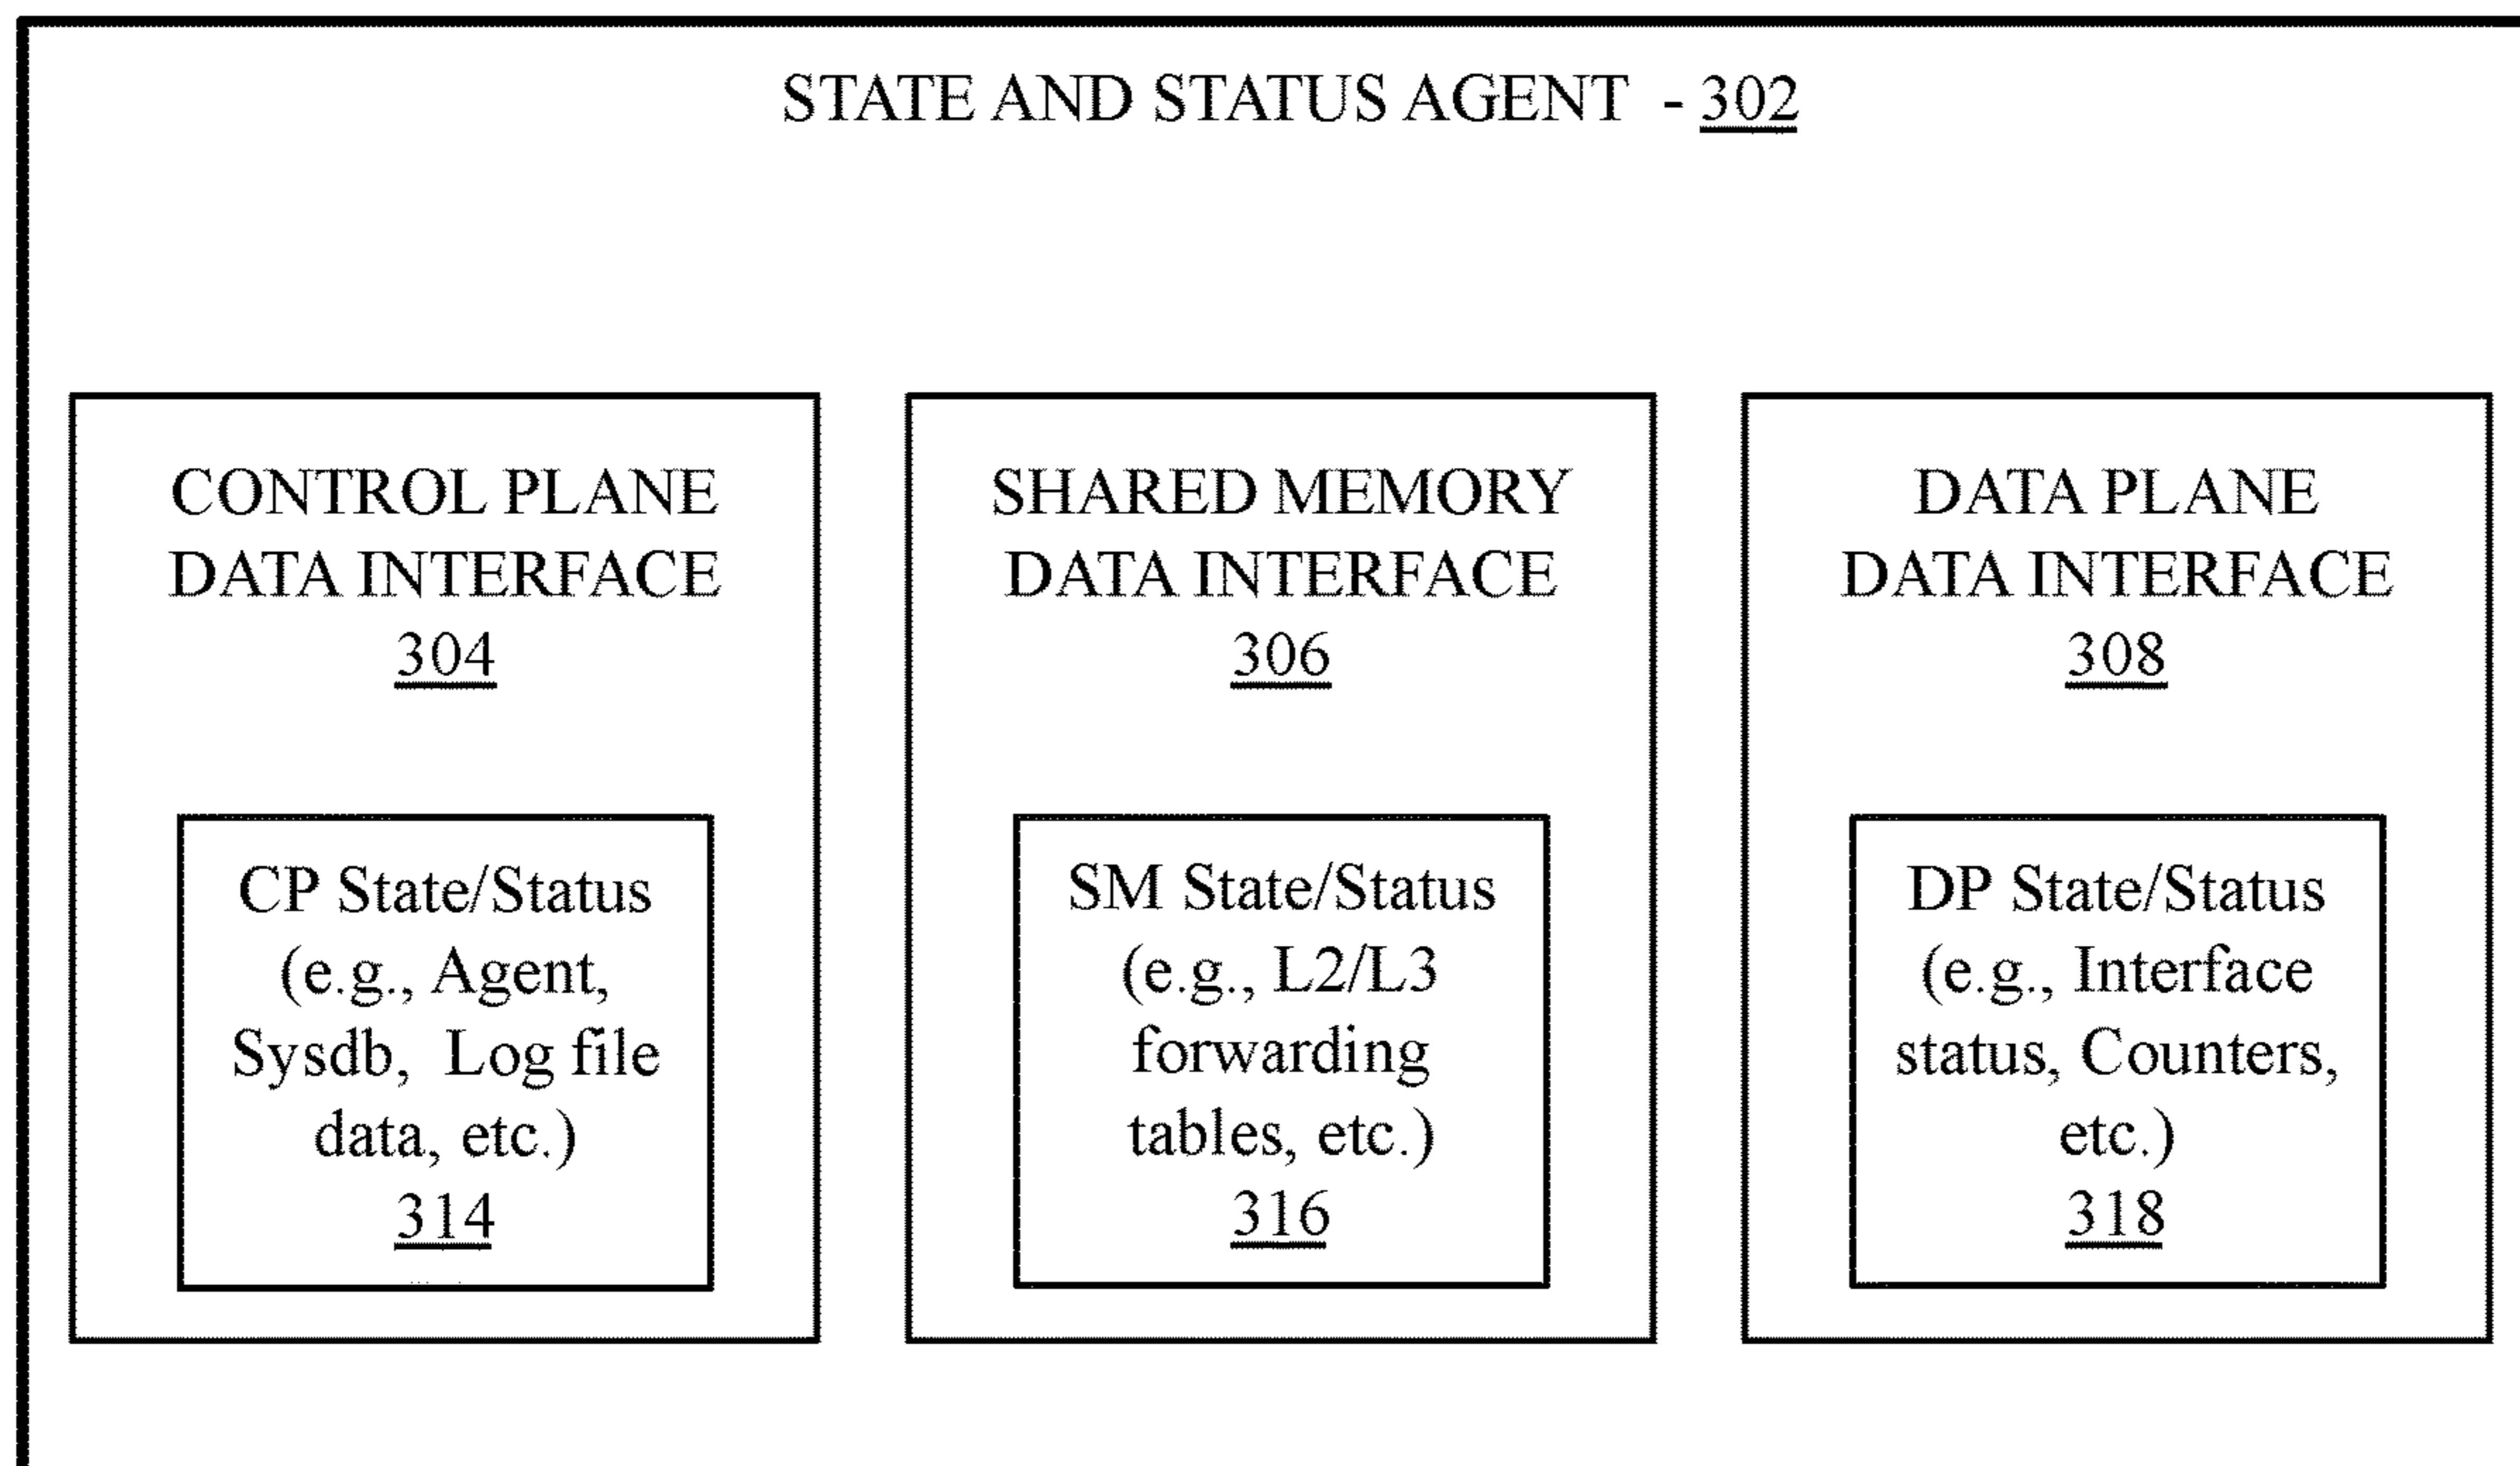 STATE AND STATUS AGENT - 302
CONTROL PLANE
DATA INTERFACE
304
CP State/Status
(e.g., Agent,
Sysdb, Log file
data, etc.)
314
SHARED MEMORY
DATA INTERFACE
306
SM State/Status
(e.g., L2/L3
forwarding
tables, etc.)
316
DATA PLANE
DATA INTERFACE
308
DP State/Status
(e.g., Interface
status, Counters,
etc.)
318